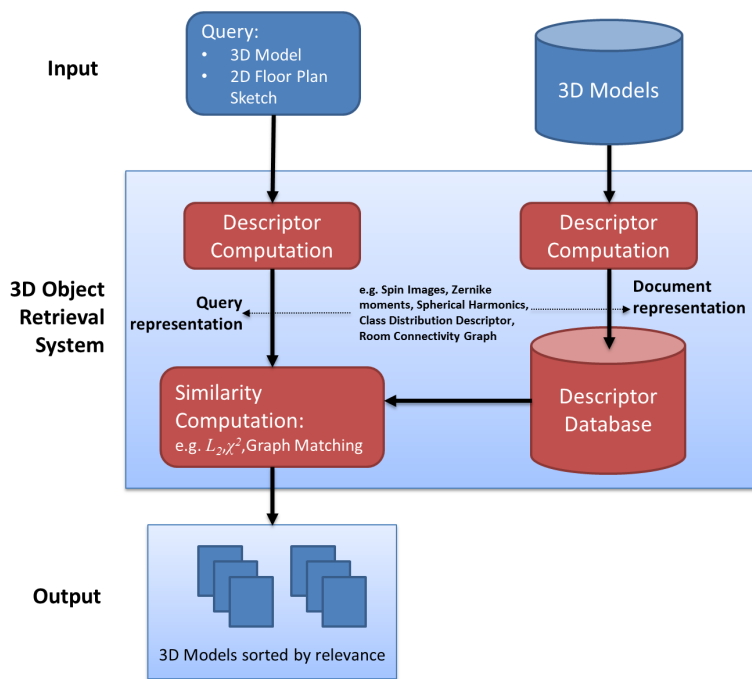 Query:
• 3D Model
• 2D Floor Plan
Sketch
Input
3D Models
Descriptor
Computation
Descriptor
Computation
3D Object
Retrieval
System
Query
representation
e.g. Spin Images, Zernike
moments, Spherical Harmonics,
Class Distribution Descriptor,
Room Connectivity Graph
Document
representation
Similarity
Computation:
e.g. L₂,χ²,Graph Matching
Descriptor
Database
Output
3D Models sorted by relevance